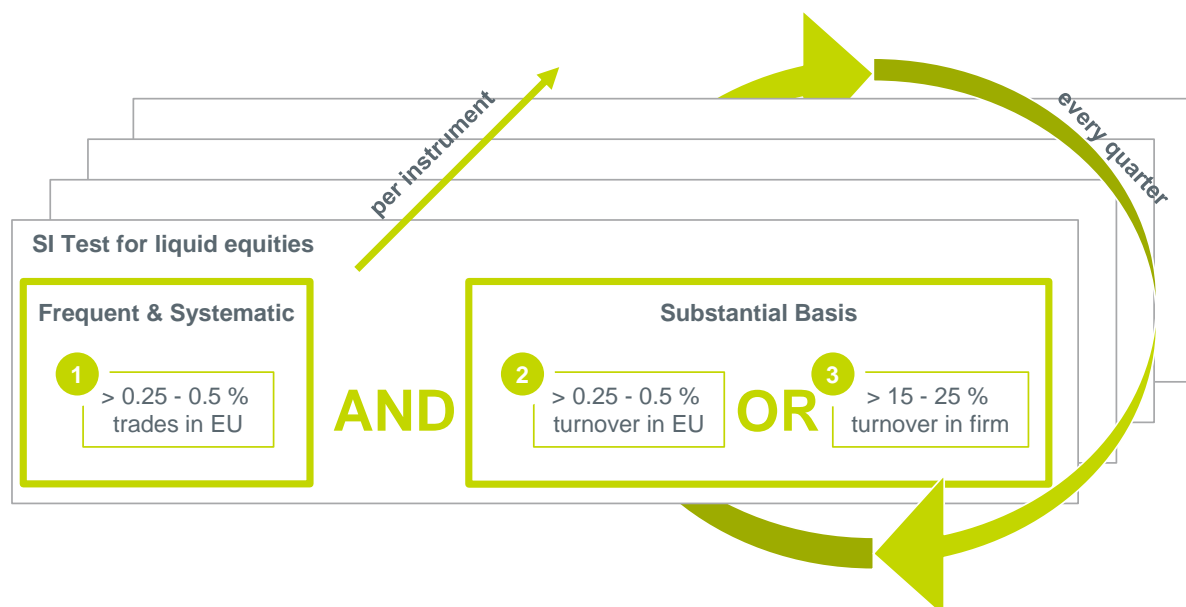 per instrument
every quarter
SI Test for liquid equities
Frequent & Systematic
1
> 0.25 - 0.5 %
trades in EU
AND
Substantial Basis
2
> 0.25 - 0.5 %
turnover in EU
OR
3
> 15 - 25 %
turnover in firm